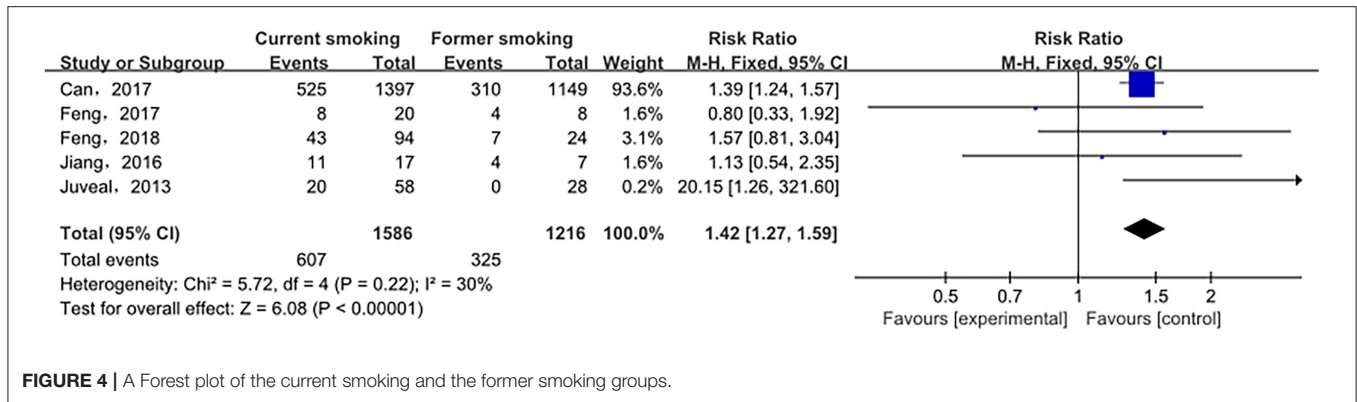 Current smoking Former smoking Risk Ratio Risk Ratio
Study or Subgroup Events Total Events Total Weight M-H, Fixed, 95% CI M-H, Fixed, 95% CI
Can，2017 525 1397 310 1149 93.6% 1.39 [1.24, 1.57]
Feng，2017 8 20 4 8 1.6% 0.80 [0.33, 1.92]
Feng，2018 43 94 7 24 3.1% 1.57 [0.81, 3.04]
Jiang，2016 11 17 4 7 1.6% 1.13 [0.54, 2.35]
Juveal，2013 20 58 0 28 0.2% 20.15 [1.26, 321.60]
Total (95% CI) 1586 1216 100.0% 1.42 [1.27, 1.59]
Total events 607 325
Heterogeneity: Chi² = 5.72, df = 4 (P = 0.22); I² = 30%
Test for overall effect: Z = 6.08 (P < 0.00001)
0.5 0.7 1 1.5 2
Favours [experimental] Favours [control]
FIGURE 4 | A Forest plot of the current smoking and the former smoking groups.